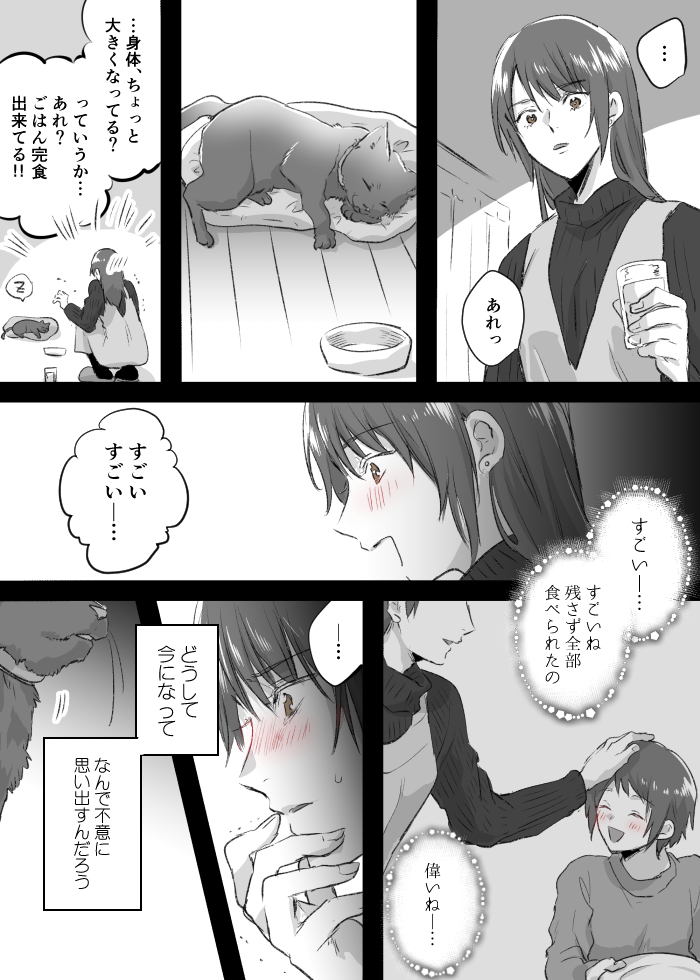 …
あれっ
…身体、ちょっと
大きくなってる？
っていうか…
あれ？
ごはん完食
出来てる!!
z
すごい
すごい―…
すごい―…
すごいね
残さず全部
食べられたの
偉いね―…
―…
どうして
今になって
なんで不意に
思い出すんだろう